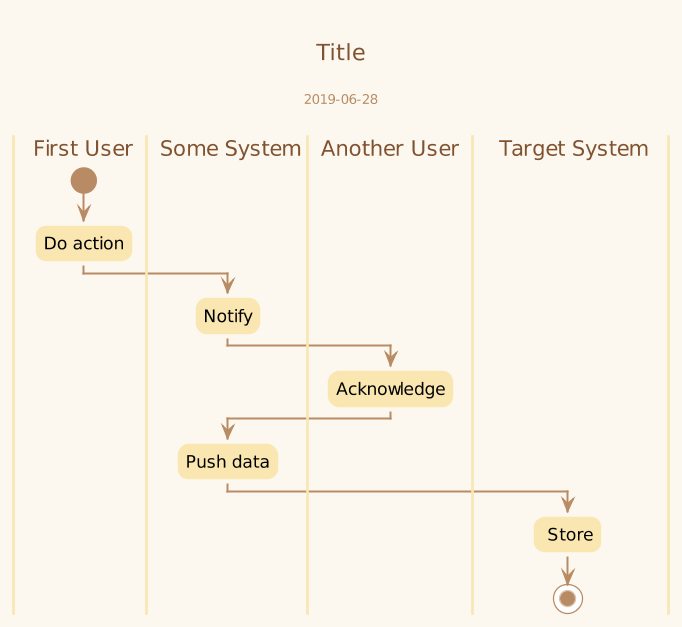 Title
2019-06-28
First User Some System Another User Target System
Do action
Notify
Acknowledge
Push data
Store